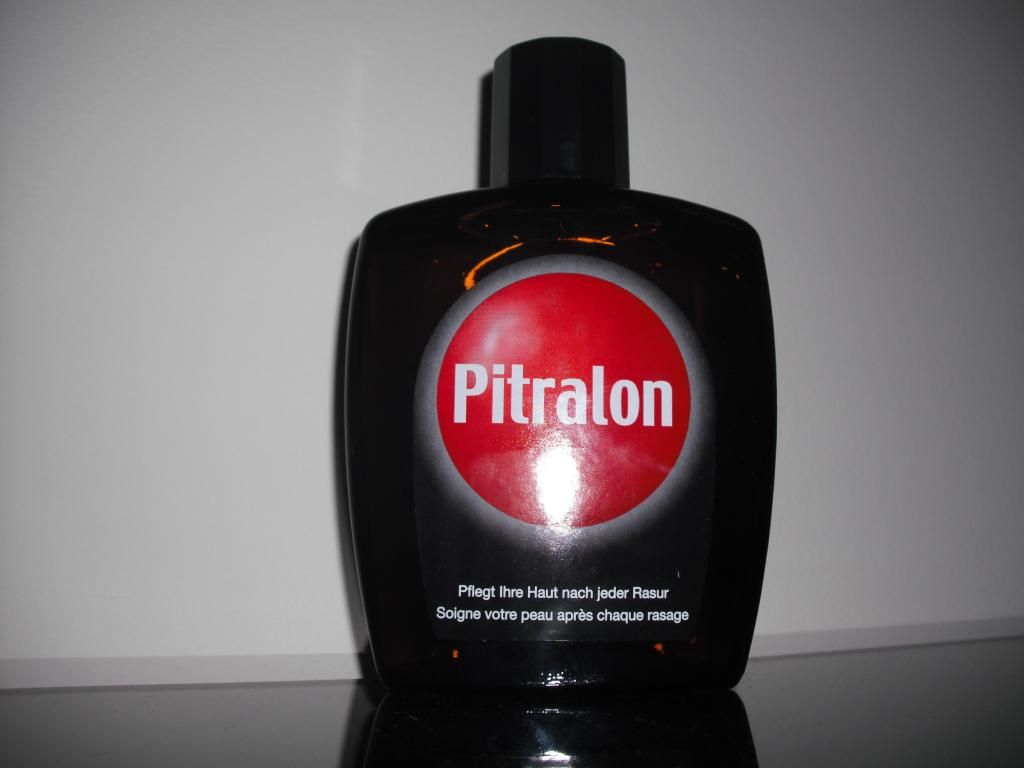 Pitralon
Pflegt Ihre Haut nach jeder Rasur
Soigne votre peau après chaque rasage